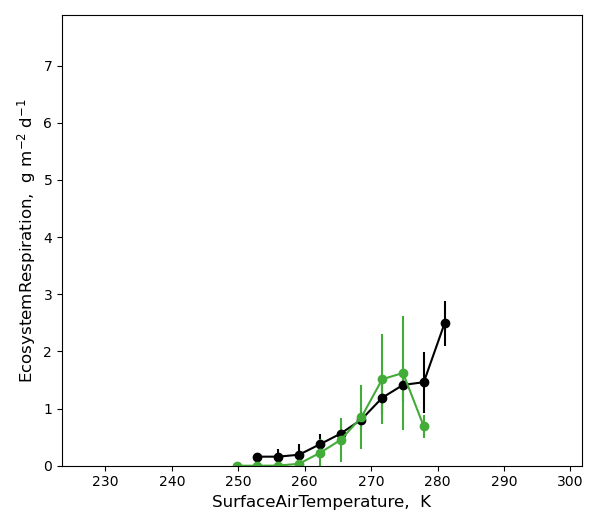 7
6
5
4
3
2
1
0
EcosystemRespiration,  g m⁻² d⁻¹
230 240 250 260 270 280 290 300
SurfaceAirTemperature,  K